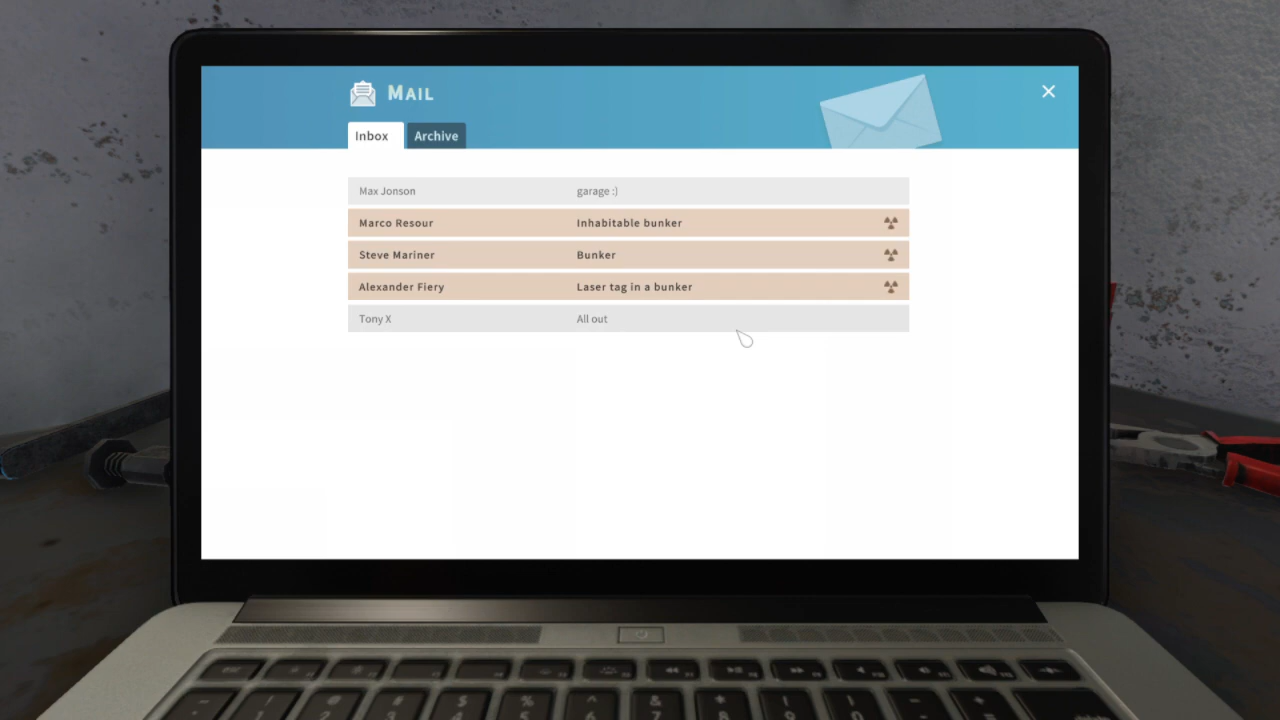 MAIL
Inbox Archive
Max Jonson garage :)
Marco Resour Inhabitable bunker
Steve Mariner Bunker
Alexander Fiery Laser tag in a bunker
Tony X All out